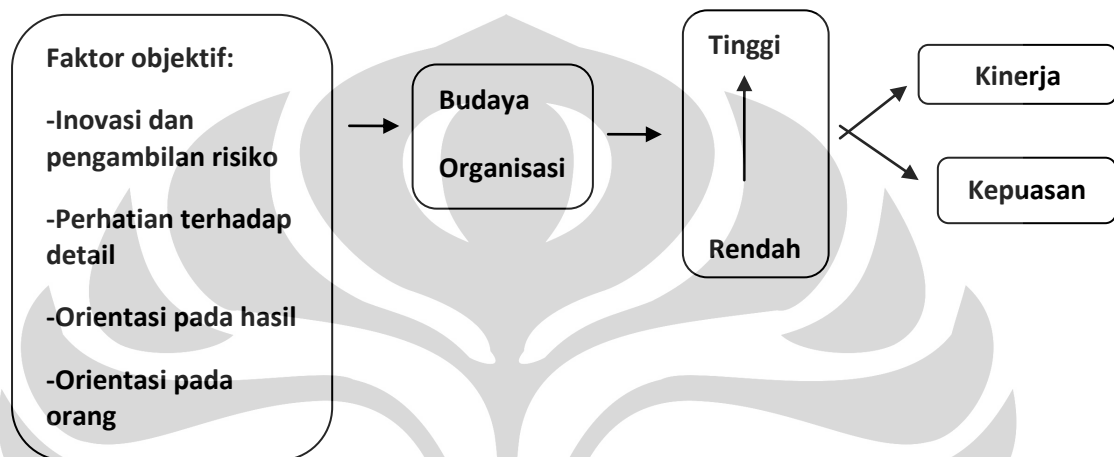 Faktor objektif:
-Inovasi dan
pengambilan risiko
-Perhatian terhadap
detail
-Orientasi pada hasil
-Orientasi pada
orang
Budaya
Organisasi
Tinggi
Rendah
Kinerja
Kepuasan